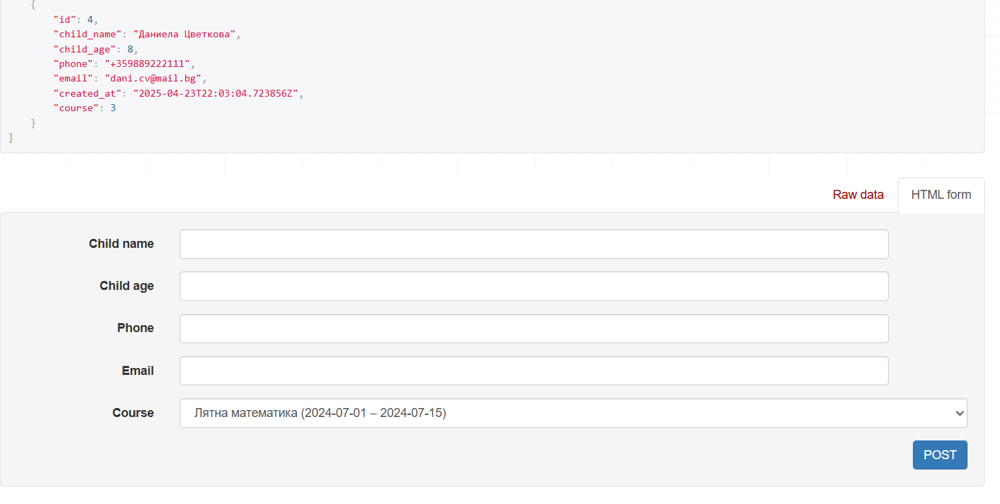 {
"id": 4,
"child_name": "Даниела Цветкова",
"child_age": 8,
"phone": "+359889222111",
"email": "dani.cv@mail.bg",
"created_at": "2025-04-23T22:03:04.723856Z",
"course": 3
}
]
Raw data
HTML form
Child name
Child age
Phone
Email
Course Лятна математика (2024-07-01 – 2024-07-15)
POST